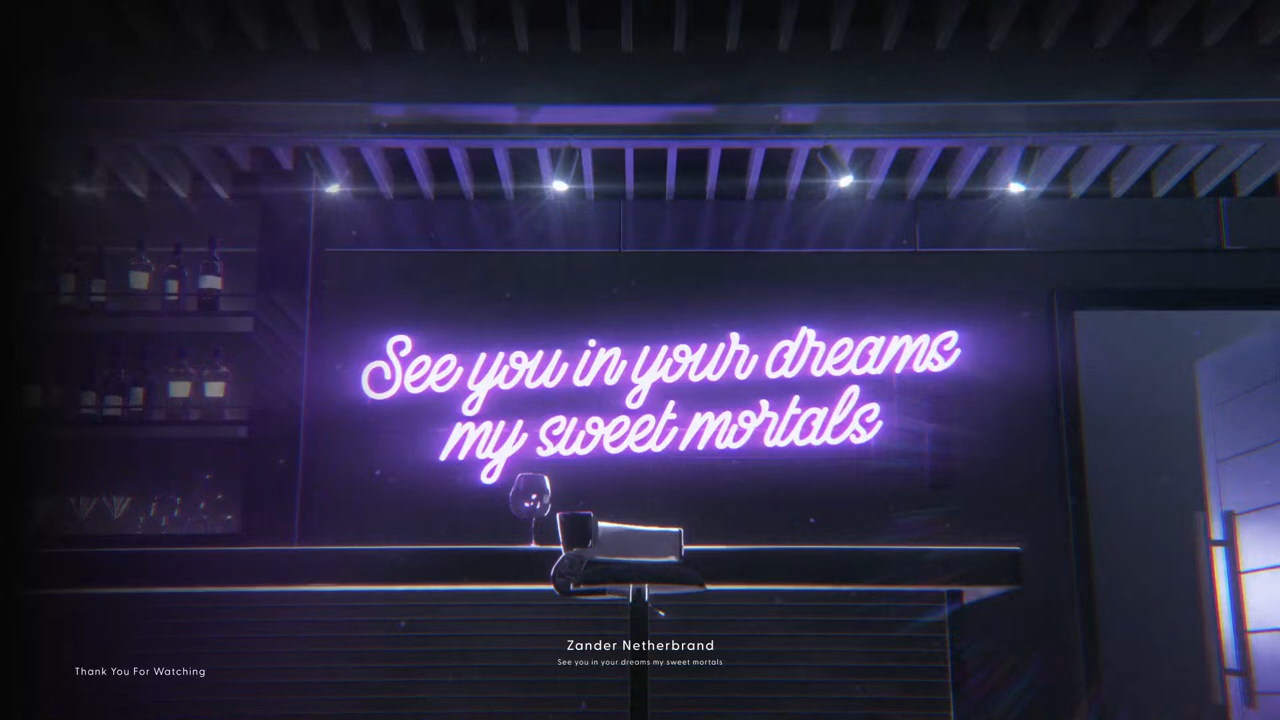 See you in your dreams
my sweet mortals
Zander Netherbrand
See you in your dreams my sweet mortals
Thank You For Watching